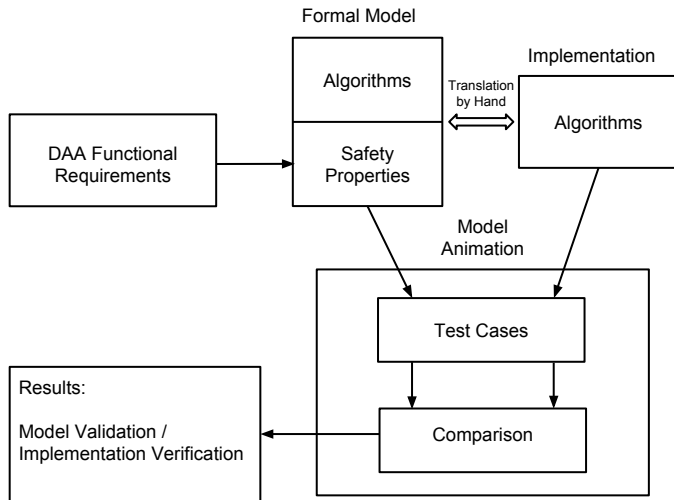 Formal Model
Implementation
Algorithms
Translation
by Hand
Algorithms
DAA Functional
Requirements
Safety
Properties
Model
Animation
Test Cases
Results:
Model Validation /
Implementation Verification
Comparison